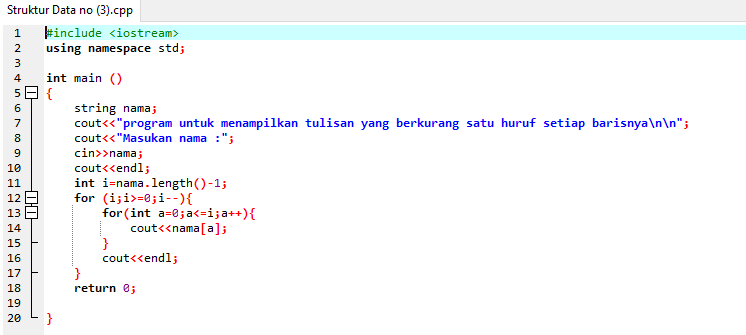 Struktur Data no (3).cpp
1 #include <iostream>
2 using namespace std;
3
4 int main ()
5 {
6 string nama;
7 cout<<"program untuk menampilkan tulisan yang berkurang satu huruf setiap barisnya\n\n";
8 cout<<"Masukan nama :";
9 cin>>nama;
10 cout<<endl;
11 int i=nama.length()-1;
12 for (i;i>=0;i--){
13 for(int a=0;a<=i;a++){
14 cout<<nama[a];
15 }
16 cout<<endl;
17 }
18 return 0;
19
20 }